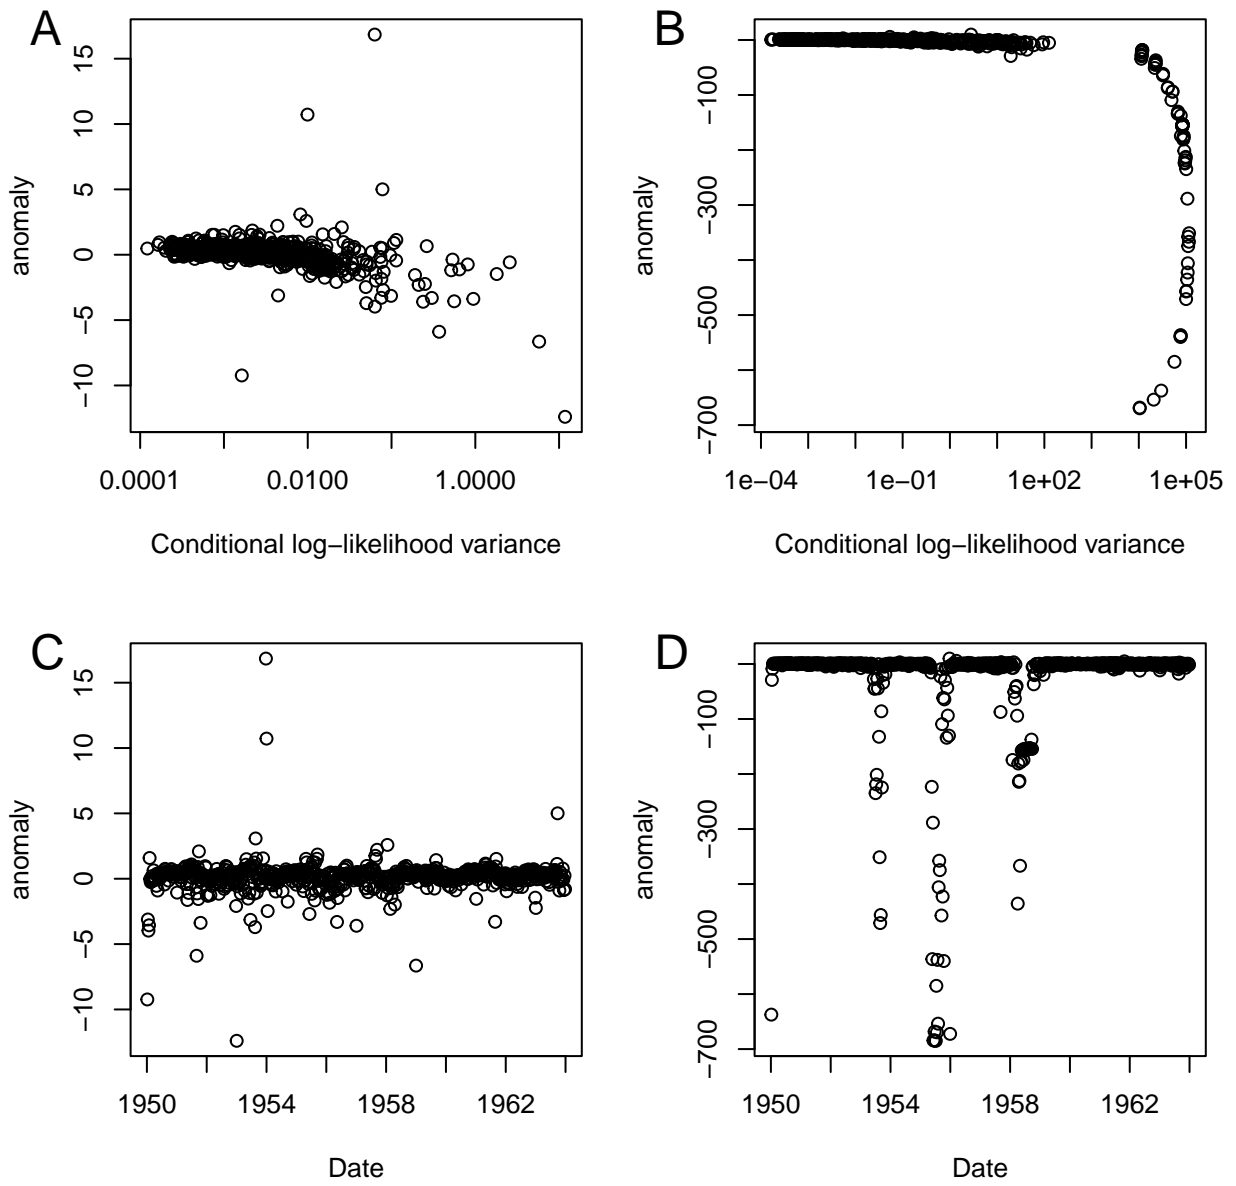 A
15
10
5
0
−5
−10
anomaly
0.0001 0.0100 1.0000
Conditional log−likelihood variance
B
−100
−300
−500
−700
anomaly
1e−04 1e−01 1e+02 1e+05
Conditional log−likelihood variance
C
15
10
5
0
−5
−10
anomaly
1950 1954 1958 1962
Date
D
−100
−300
−500
−700
anomaly
1950 1954 1958 1962
Date